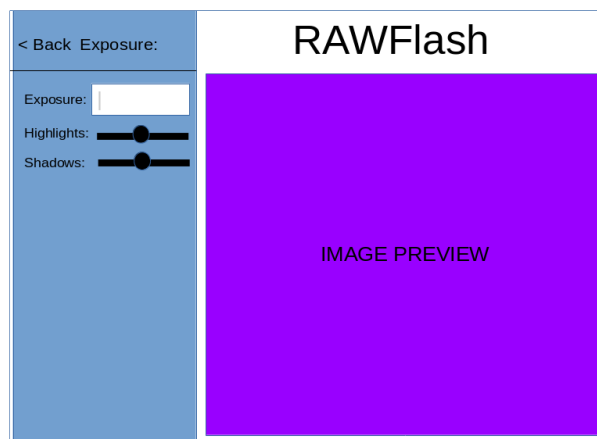 < Back Exposure:
RAWFlash
Exposure:
Highlights:
Shadows:
IMAGE PREVIEW